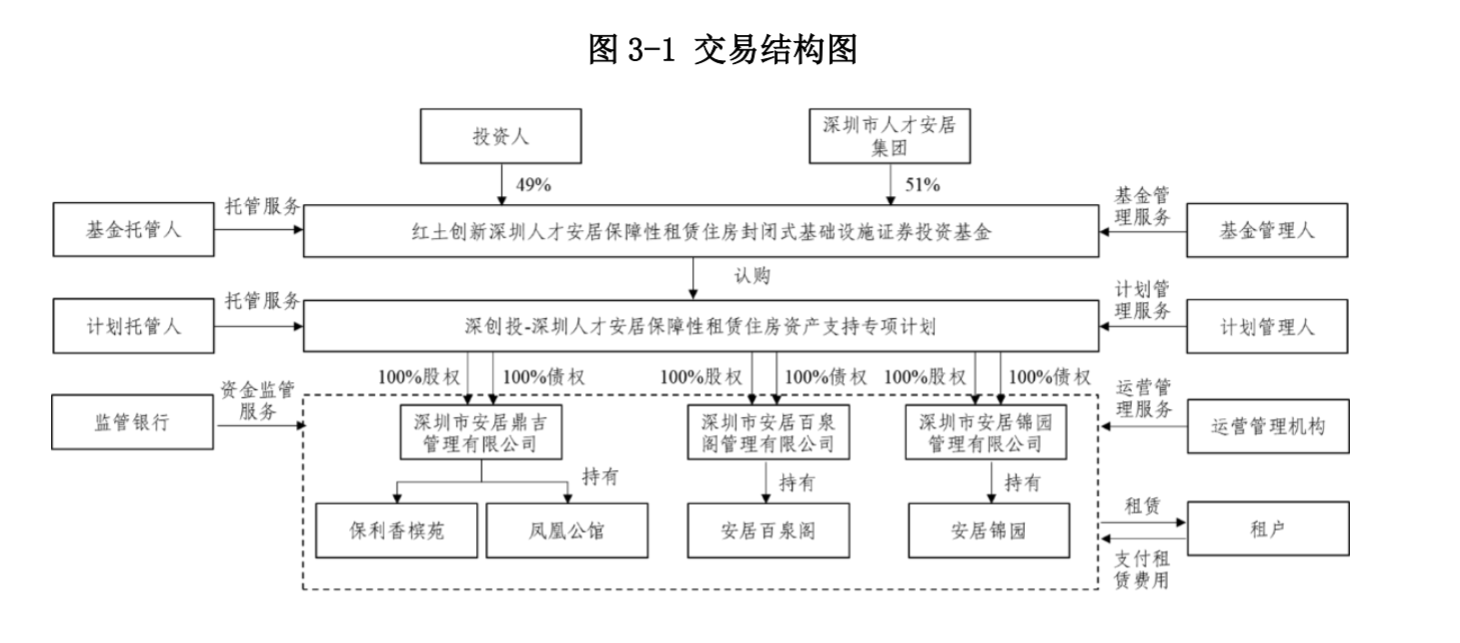 图 3-1 交易结构图
投资人
深圳市人才安居
集团
49%
51%
基金托管人
托管服务
红土创新深圳人才安居保障性租赁住房封闭式基础设施证券投资基金
基金管
理服务
基金管理人
认购
计划托管人
托管服务
深创投-深圳人才安居保障性租赁住房资产支持专项计划
计划管
理服务
计划管理人
100%股权
100%债权
100%股权
100%债权
100%股权
100%债权
监管银行
资金监管
服务
深圳市安居鼎吉
管理有限公司
深圳市安居百泉
阁管理有限公司
深圳市安居锦园
管理有限公司
运营管
理服务
运营管理机构
持有
持有
持有
保利香槟苑
凤凰公馆
安居百泉阁
安居锦园
租赁
支付租
赁费用
租户